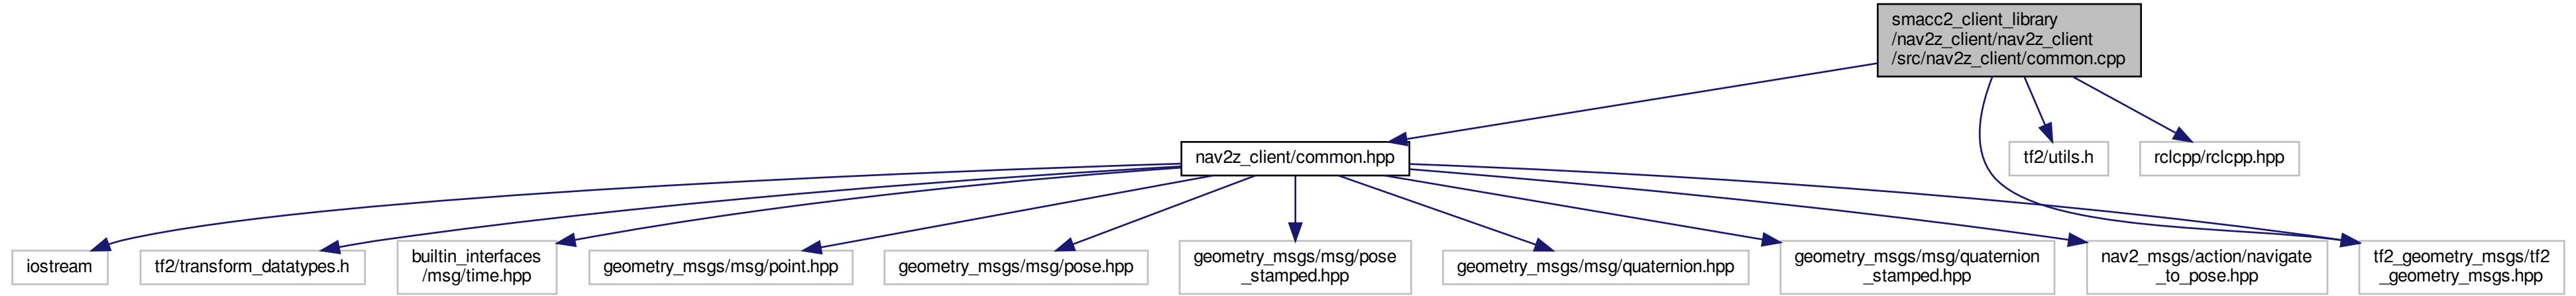 smacc2_client_library
/nav2z_client/nav2z_client
/src/nav2z_client/common.cpp
nav2z_client/common.hpp
tf2/utils.h
rclcpp/rclcpp.hpp
iostream
tf2/transform_datatypes.h
builtin_interfaces
/msg/time.hpp
geometry_msgs/msg/point.hpp
geometry_msgs/msg/pose.hpp
geometry_msgs/msg/pose
_stamped.hpp
geometry_msgs/msg/quaternion.hpp
geometry_msgs/msg/quaternion
_stamped.hpp
nav2_msgs/action/navigate
_to_pose.hpp
tf2_geometry_msgs/tf2
_geometry_msgs.hpp